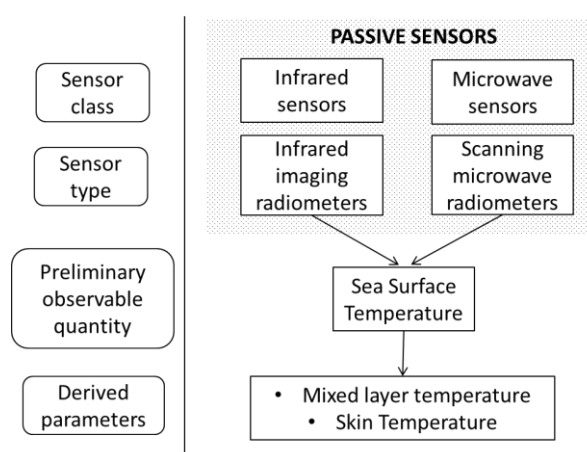 PASSIVE SENSORS
Sensor
class
Infrared
sensors
Microwave
sensors
Sensor
type
Infrared
imaging
radiometers
Scanning
microwave
radiometers
Preliminary
observable
quantity
Sea Surface
Temperature
Derived
parameters
• Mixed layer temperature
• Skin Temperature